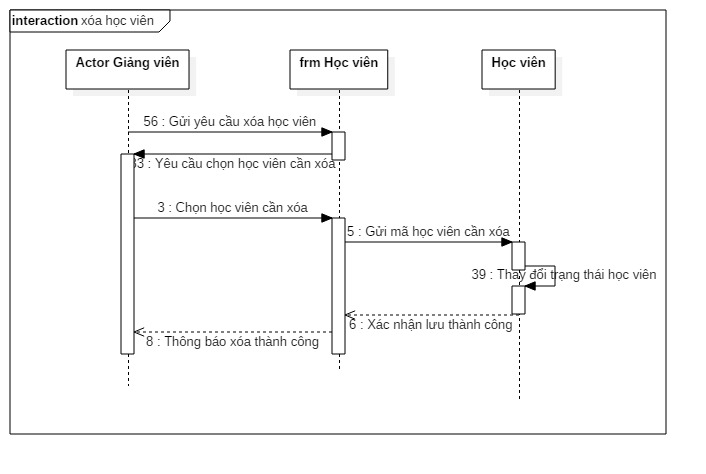 interaction xóa học viên
Actor Giảng viên
frm Học viên
Học viên
56 : Gửi yêu cầu xóa học viên
33 : Yêu cầu chọn học viên cần xóa
3 : Chọn học viên cần xóa
5 : Gửi mã học viên cần xóa
39 : Thay đổi trạng thái học viên
6 : Xác nhận lưu thành công
8 : Thông báo xóa thành công